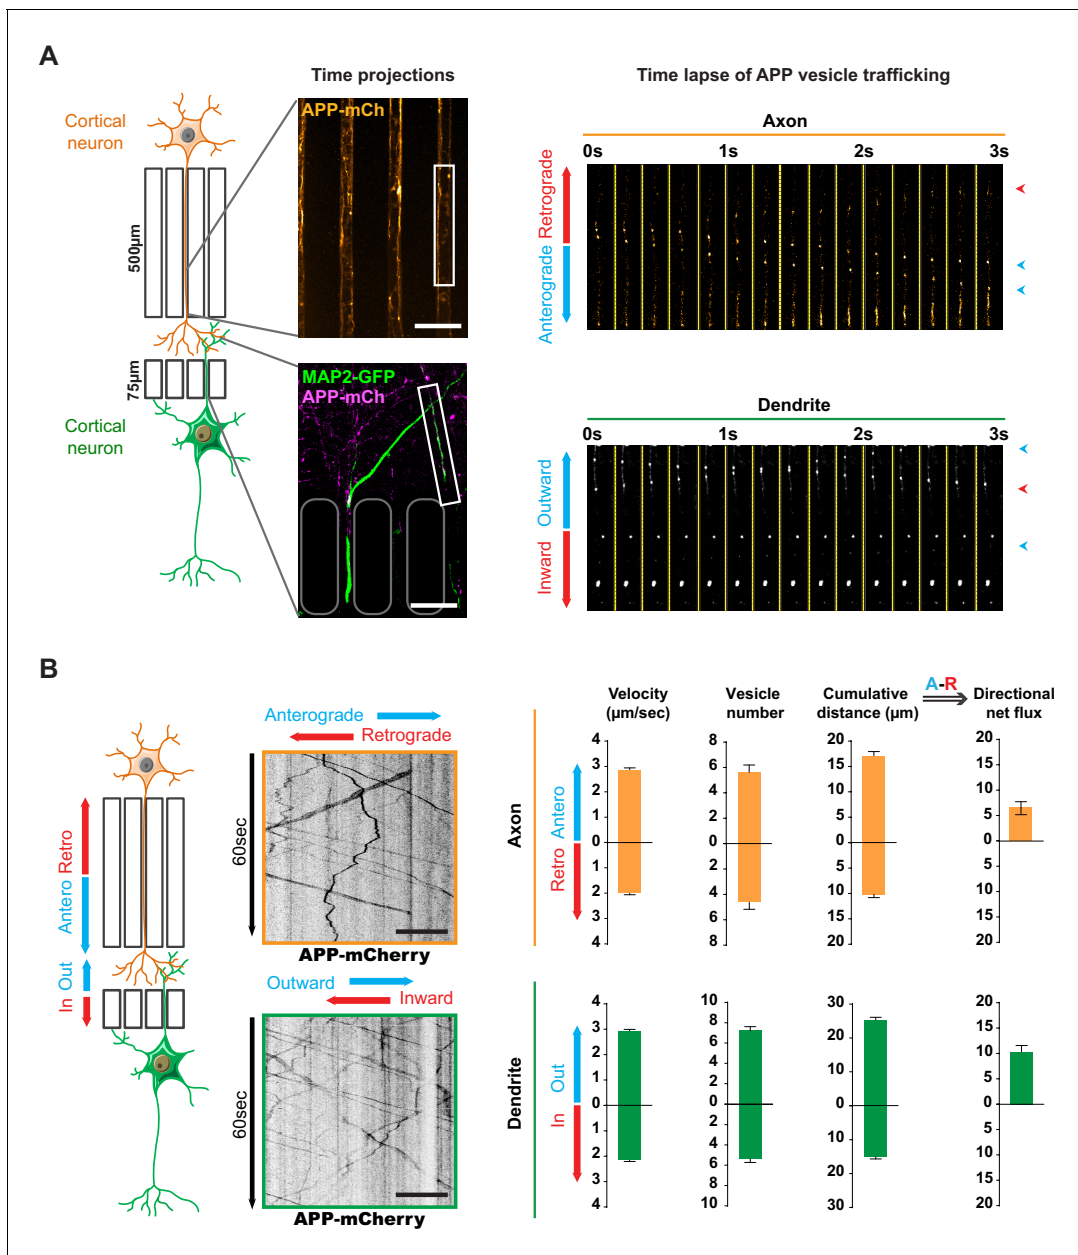 A
Time projections
Time lapse of APP vesicle trafficking
Cortical
neuron
500µm
75µm
Cortical
neuron
APP-mCh
MAP2-GFP
APP-mCh
Axon
0s 1s 2s 3s
Retrograde
Anterograde
Dendrite
0s 1s 2s 3s
Outward
Inward
B
Retro
Antero
Out
In
Anterograde
Retrograde
60sec
APP-mCherry
Outward
Inward
60sec
APP-mCherry
A-R
Velocity
(µm/sec)
Vesicle
number
Cumulative
distance (µm)
Directional
net flux
Axon
Antero
Retro
4
3
2
1
0
1
2
3
4
8
6
4
2
0
2
4
6
8
20
15
10
5
0
5
10
15
20
20
15
10
5
0
5
10
15
20
Dendrite
Out
In
4
3
2
1
0
1
2
3
4
10
8
6
4
2
0
2
4
6
8
10
30
20
10
0
10
20
30
20
15
10
5
0
5
10
15
20